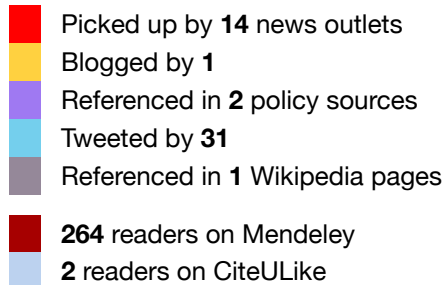 Picked up by 14 news outlets
Blogged by 1
Referenced in 2 policy sources
Tweeted by 31
Referenced in 1 Wikipedia pages
264 readers on Mendeley
2 readers on CiteULike